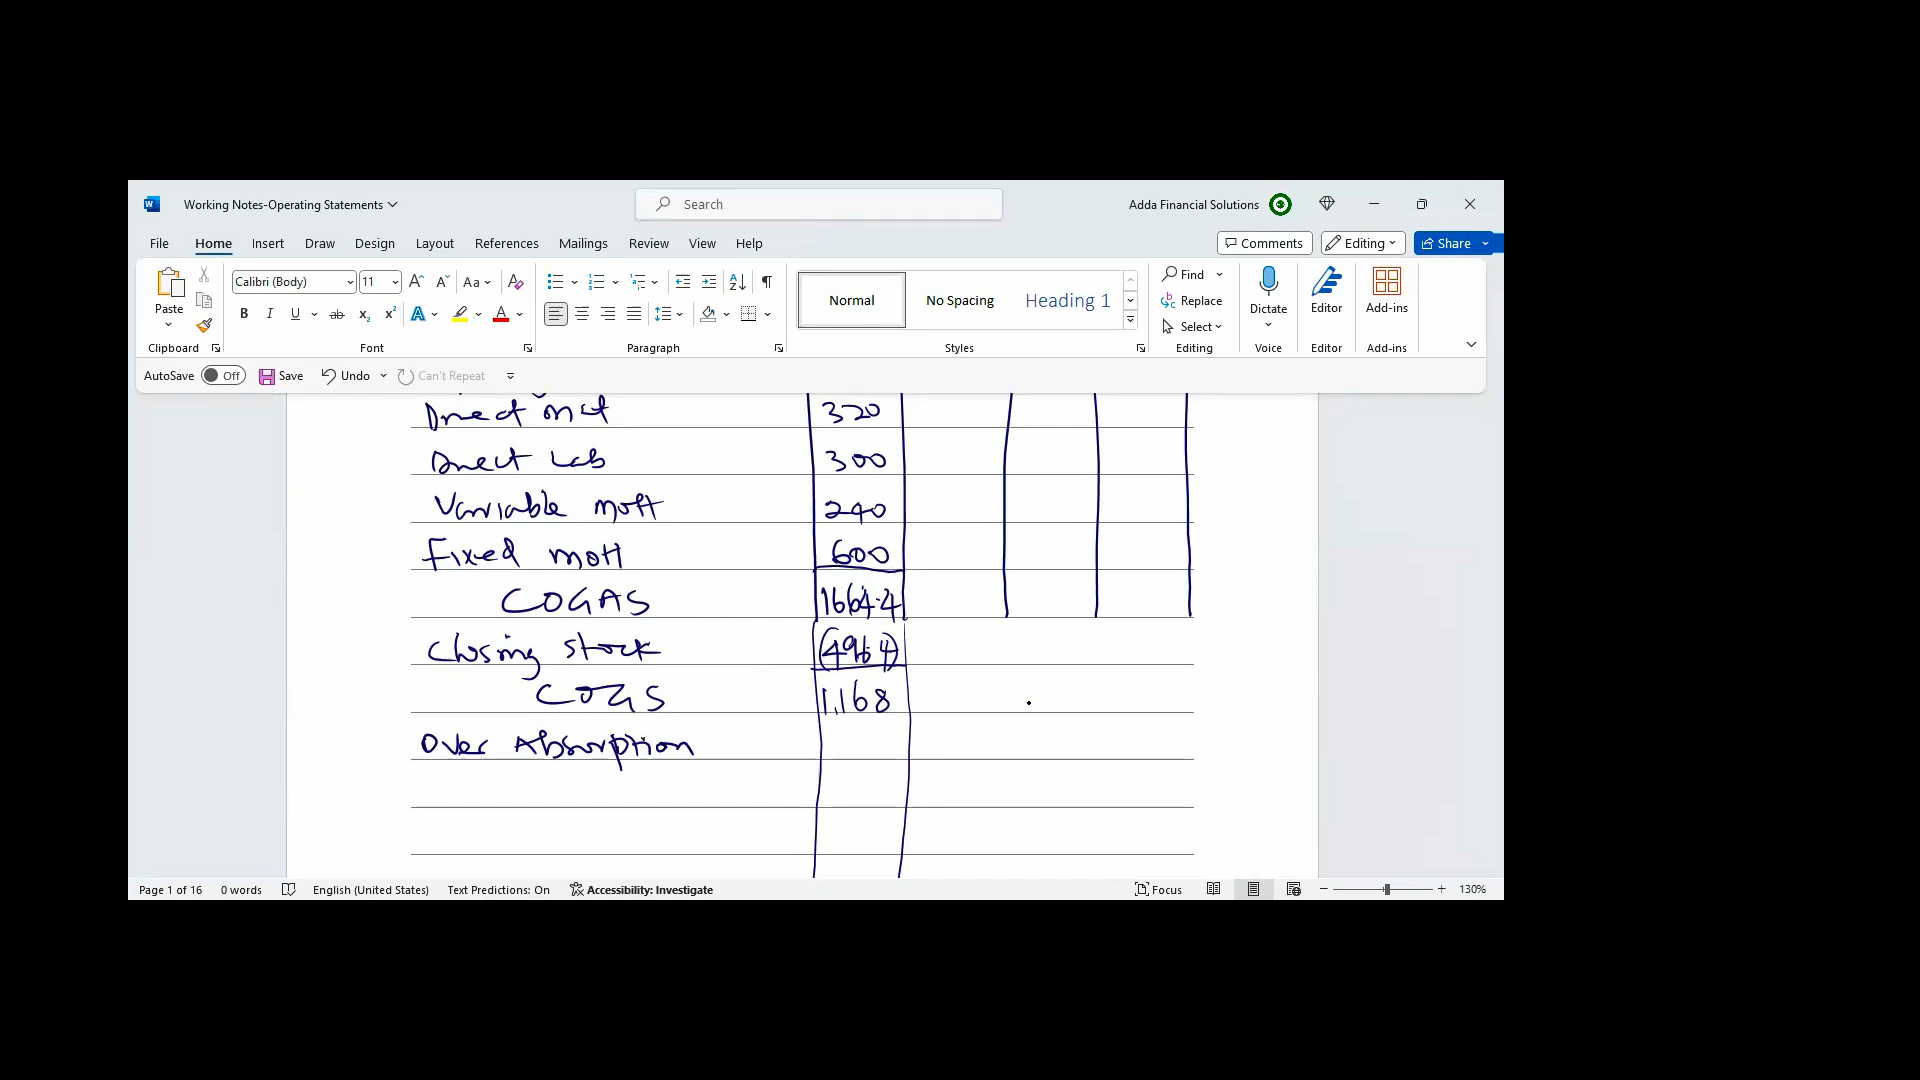 Working Notes-Operating Statements
Search
Adda Financial Solutions
File Home Insert Draw Design Layout References Mailings Review View Help
Comments Editing Share
Paste
Calibri (Body) 11 A A Aa A
B I U ab x₂ x² A A
Normal No Spacing Heading 1
Find
Replace
Select
Dictate Editor Add-ins
Clipboard Font Paragraph Styles Editing Voice Editor Add-ins
AutoSave Off Save Undo Can't Repeat
Direct mat 320
Direct Lab 300
Variable moH 240
Fixed moH 600
COGAS 1664.4
Closing stock (496.4)
COGS 1,168
Over Absorption
Page 1 of 16 0 words English (United States) Text Predictions: On Accessibility: Investigate Focus 130%